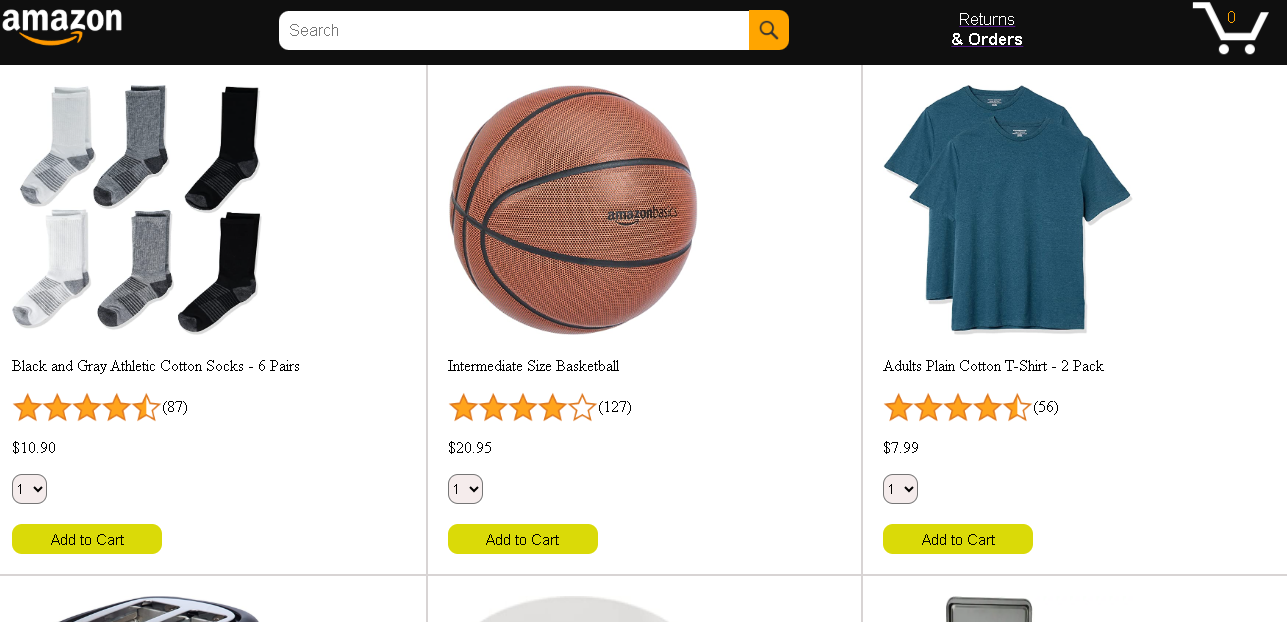 amazon
Search
Returns
& Orders
0
amazonbasics
Black and Gray Athletic Cotton Socks - 6 Pairs
(87)
$10.90
1
Add to Cart
Intermediate Size Basketball
(127)
$20.95
1
Add to Cart
Adults Plain Cotton T-Shirt - 2 Pack
(56)
$7.99
1
Add to Cart